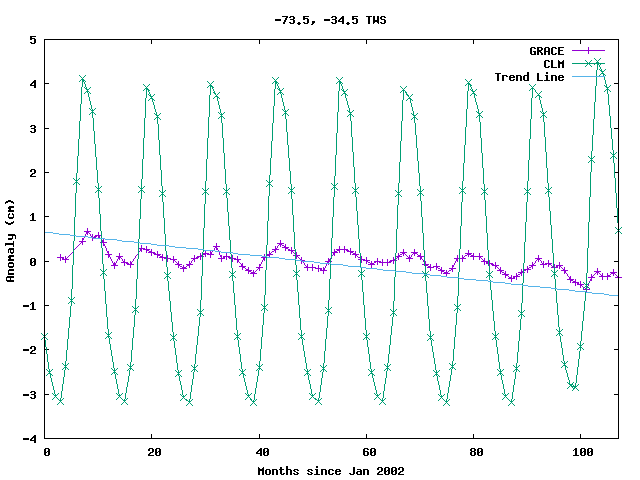 -73.5, -34.5 TWS
GRACE
CLM
Trend Line
Anomaly (cm)
5
4
3
2
1
0
-1
-2
-3
-4
0 20 40 60 80 100
Months since Jan 2002